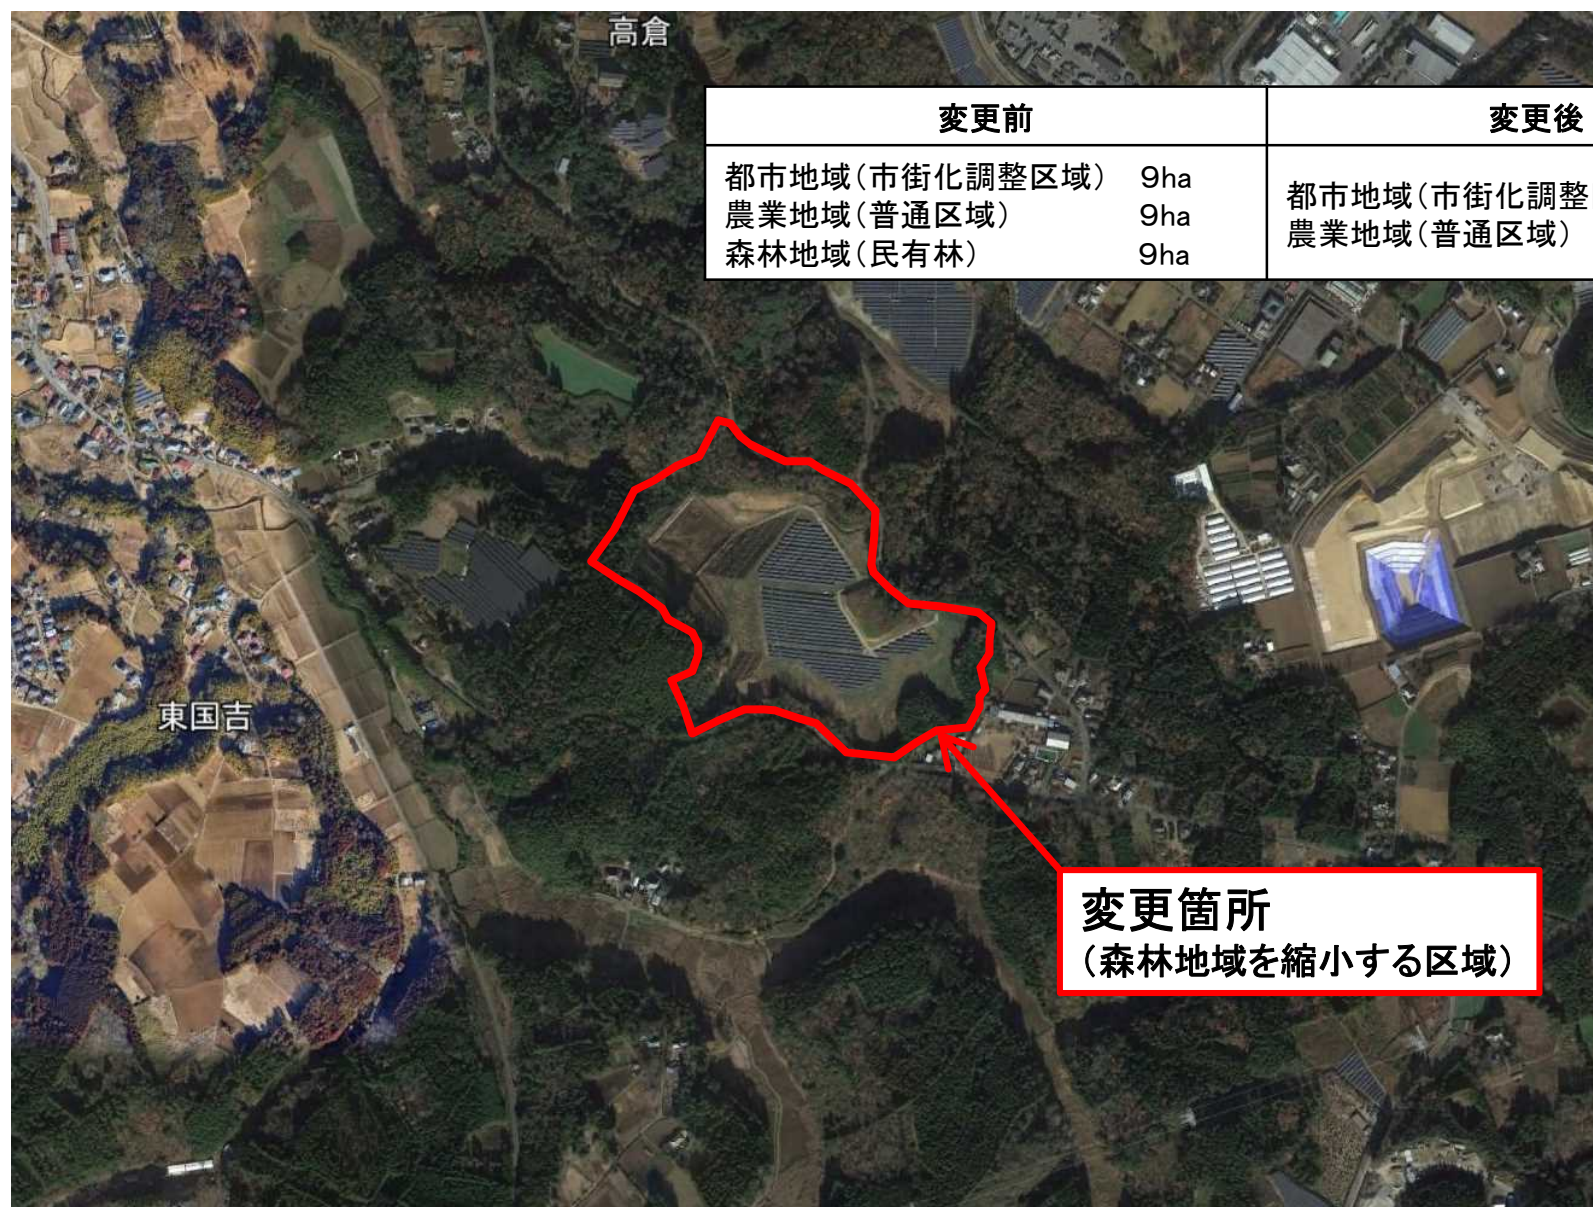 高倉
変更前
変更後
都市地域（市街化調整区域） 9ha
農業地域（普通区域） 9ha
森林地域（民有林） 9ha
都市地域（市街化調整
農業地域（普通区域）
東国吉
変更箇所
（森林地域を縮小する区域）